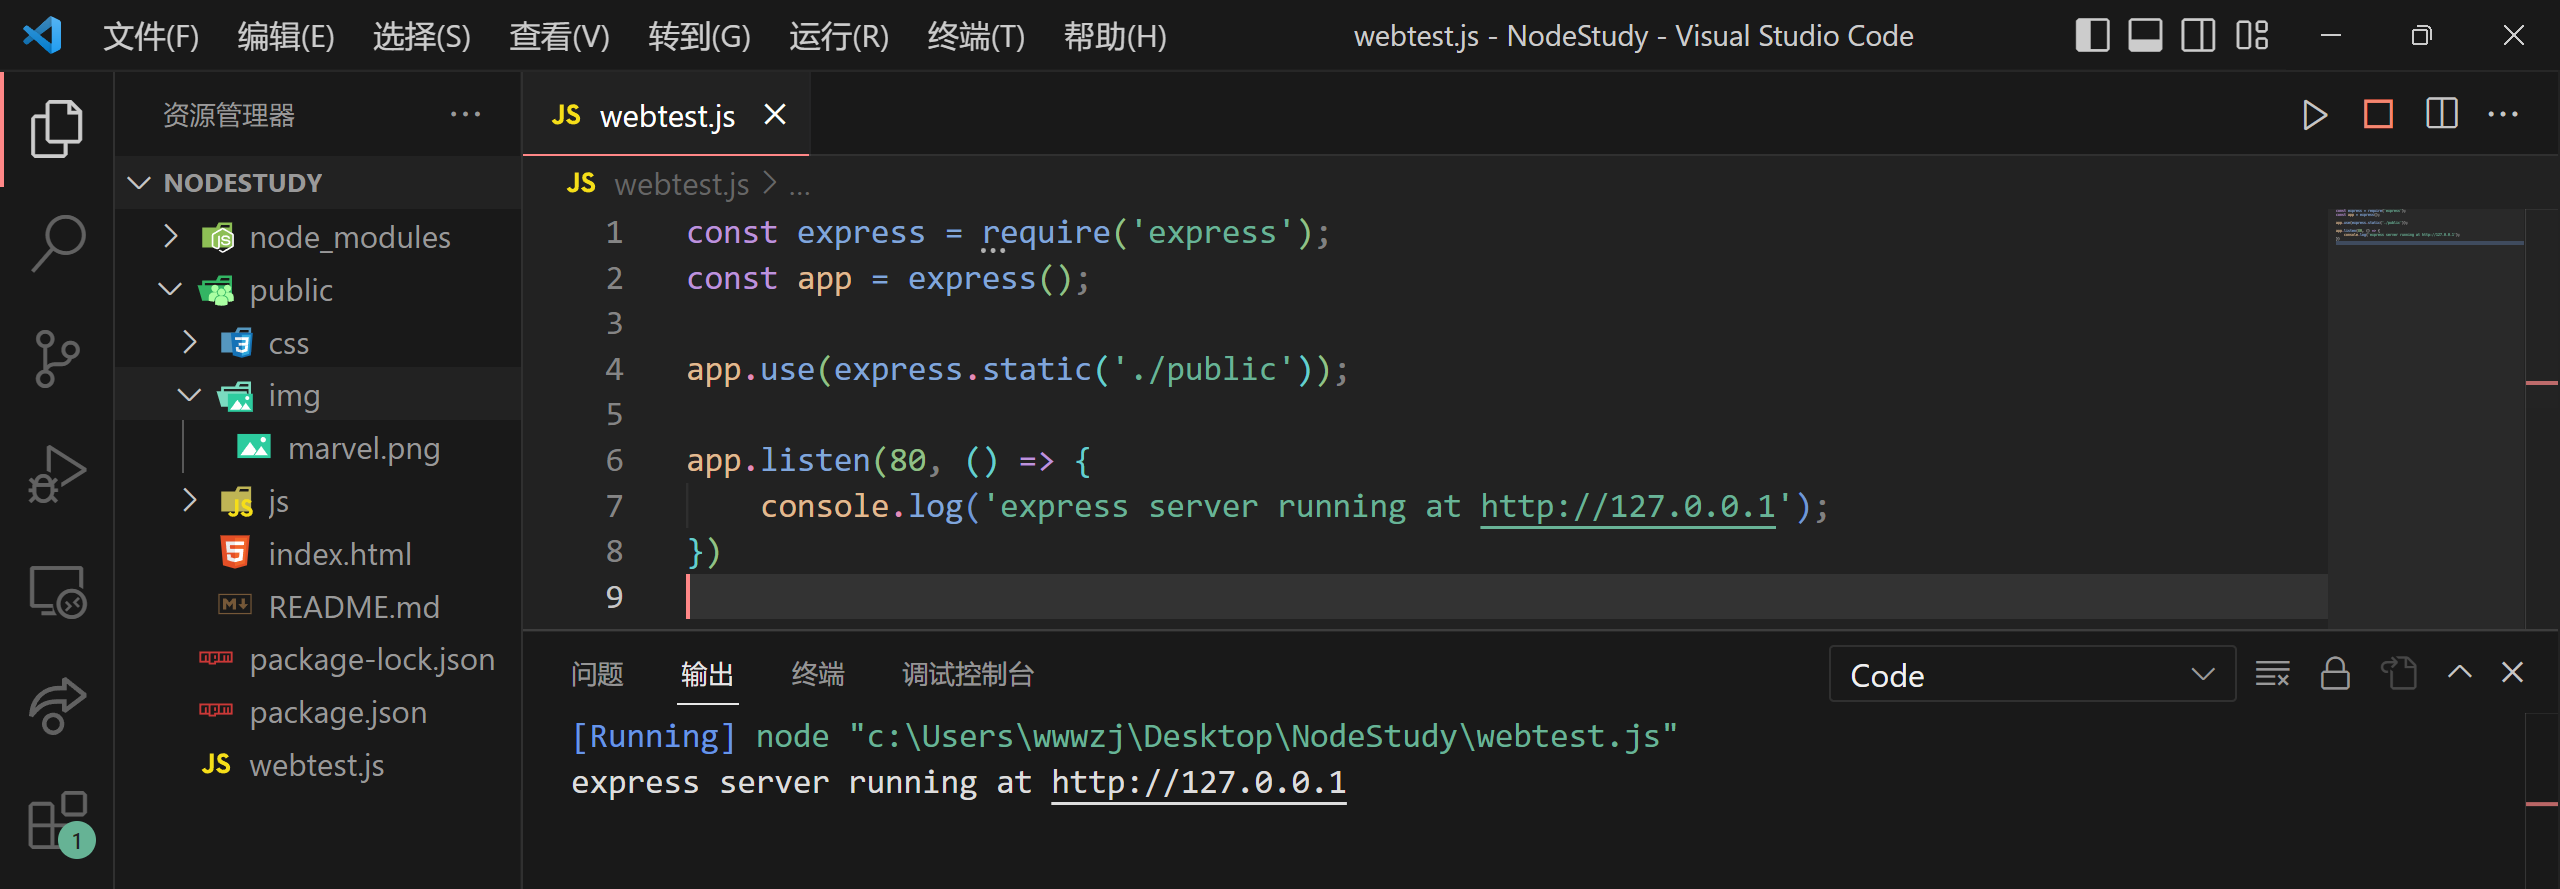 文件(F) 编辑(E) 选择(S) 查看(V) 转到(G) 运行(R) 终端(T) 帮助(H) webtest.js - NodeStudy - Visual Studio Code
资源管理器 ···
NODESTUDY
node_modules
public
css
img
marvel.png
js
index.html
README.md
package-lock.json
package.json
JS webtest.js
1
JS webtest.js
JS webtest.js > ...
1 const express = require('express');
2 const app = express();
3
4 app.use(express.static('./public'));
5
6 app.listen(80, () => {
7 console.log('express server running at http://127.0.0.1');
8 })
9
问题 输出 终端 调试控制台 Code
[Running] node "c:\Users\wwwzj\Desktop\NodeStudy\webtest.js"
express server running at http://127.0.0.1